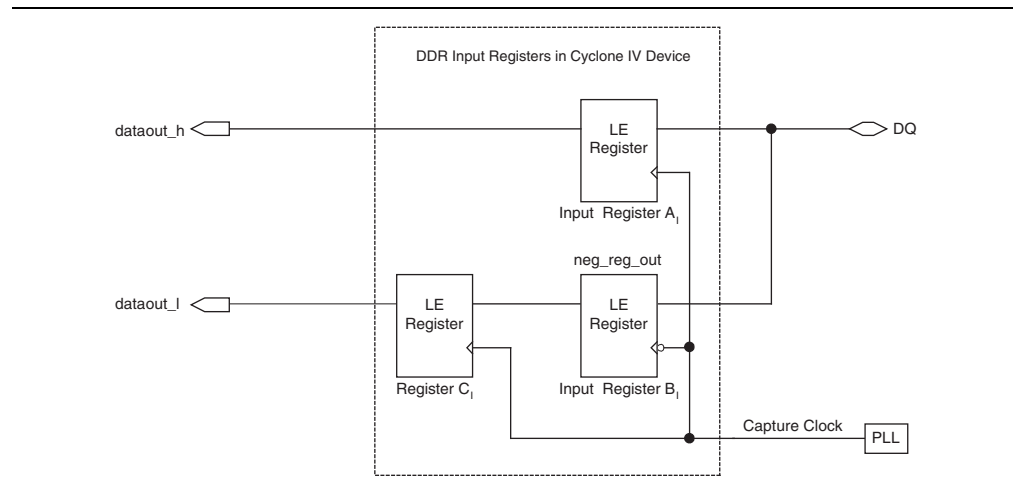 DDR Input Registers in Cyclone IV Device
dataout_h
LE
Register
DQ
Input Register A_I
neg_reg_out
dataout_l
LE
Register
LE
Register
Register C_I
Input Register B_I
Capture Clock
PLL